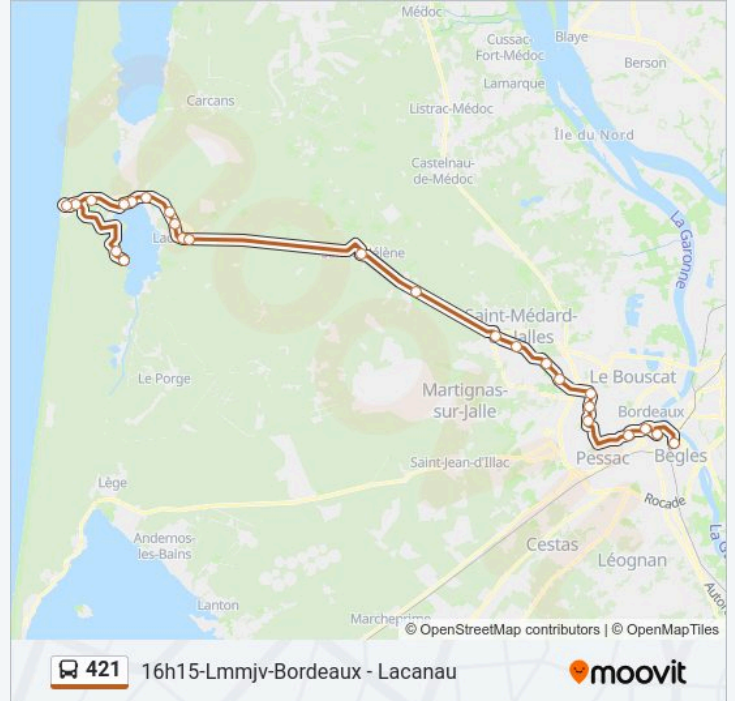 Médoc
Cussac-
Fort-Médoc
Blaye
Berson
Lamarque
Carcans
Listrac-Médoc
Île du Nord
Castelnau-
de-Médoc
La Garonne
Saint-Médard-
Jalles
Le Porge
Le Bouscat
Martignas-
sur-Jalle
Bordeaux
Saint-Jean-d'Illac
Pessac
Bègles
Lège
Rocade
Andernos-
les-Bains
Cestas
Léognan
Lanton
Marcheprime
© OpenStreetMap contributors | © OpenMapTiles
421
16h15-Lmmjv-Bordeaux - Lacanau
moovit